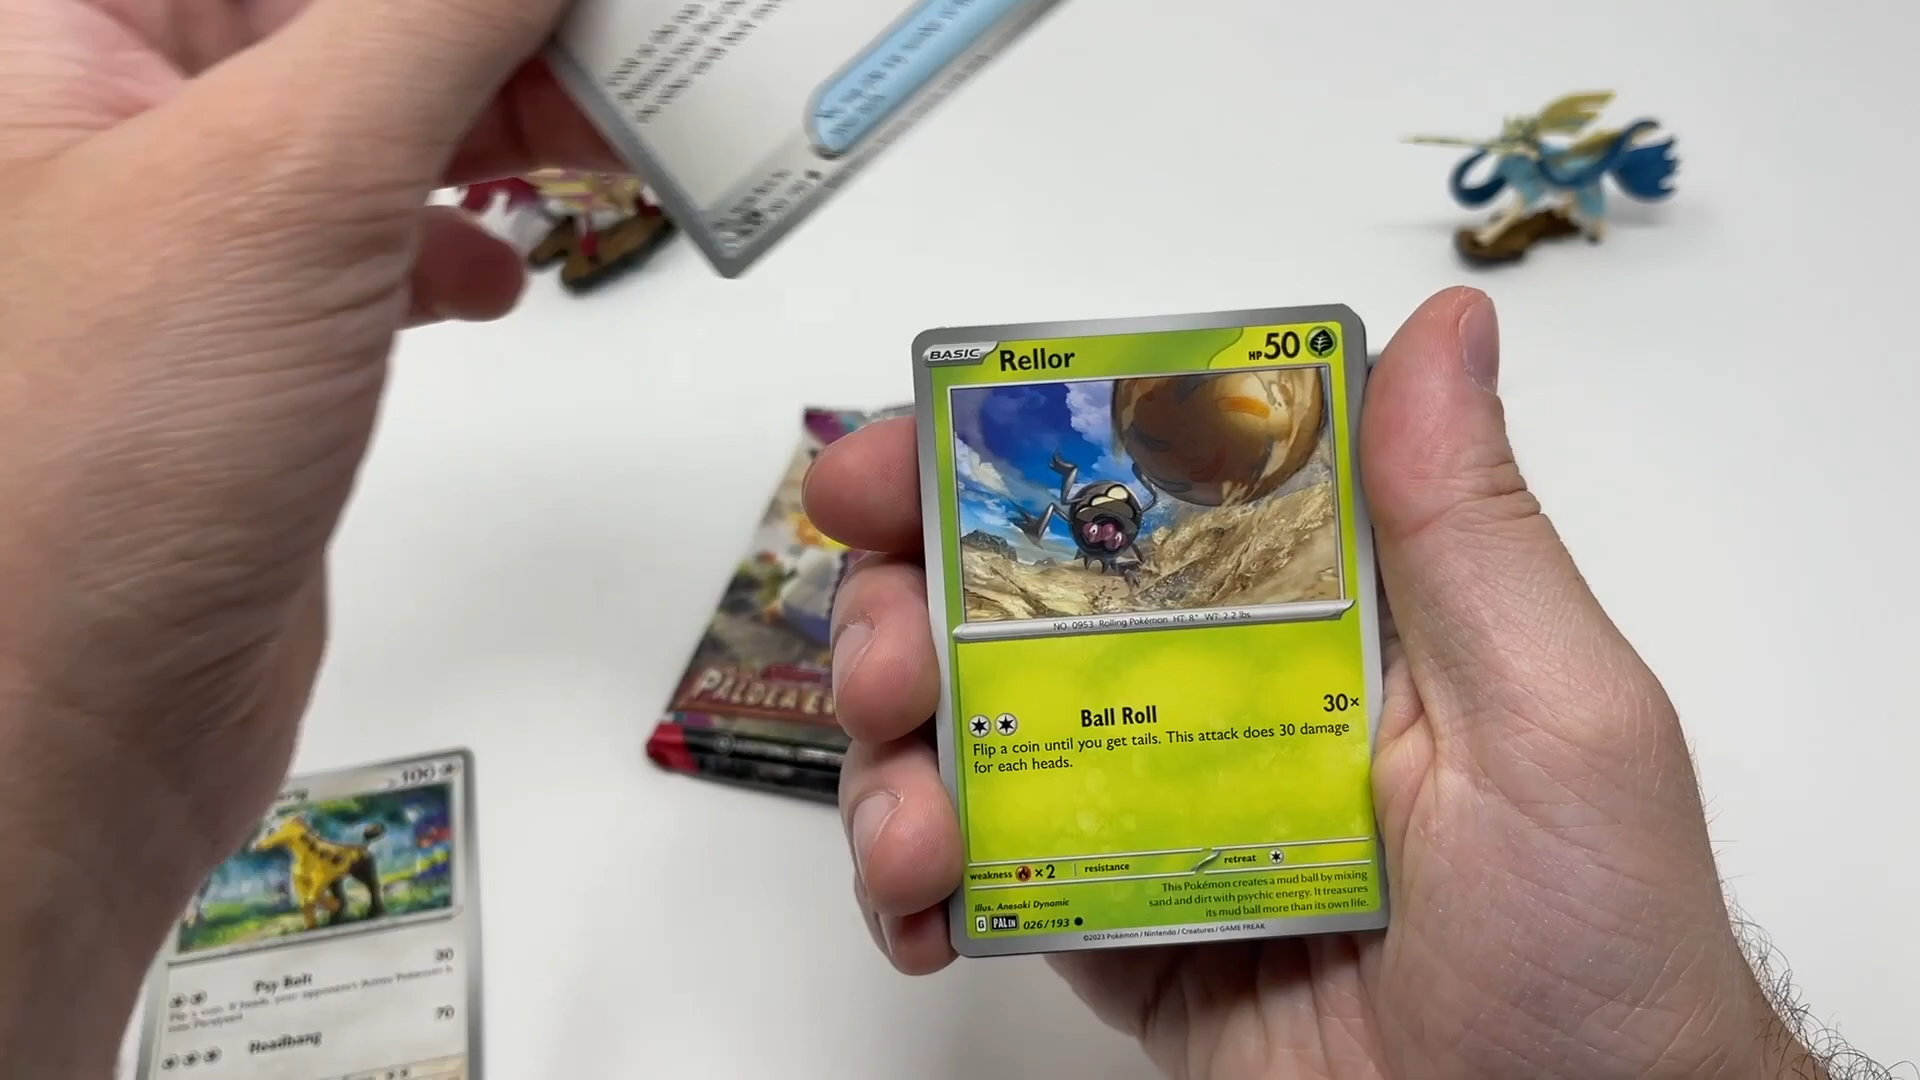 BASIC Rellor HP 50
NO. 0953 Rolling Pokémon HT: 8" WT: 2.2 lbs
Ball Roll 30×
Flip a coin until you get tails. This attack does 30 damage
for each heads.
weakness ×2 resistance retreat
This Pokémon creates a mud ball by mixing
sand and dirt with psychic energy. It treasures
its mud ball more than its own life.
Illus. Anesaki Dynamic
G PAL EN 026/193
©2023 Pokémon / Nintendo / Creatures / GAME FREAK
PALDEA E
100
Psy Bolt 30
Headbang 70